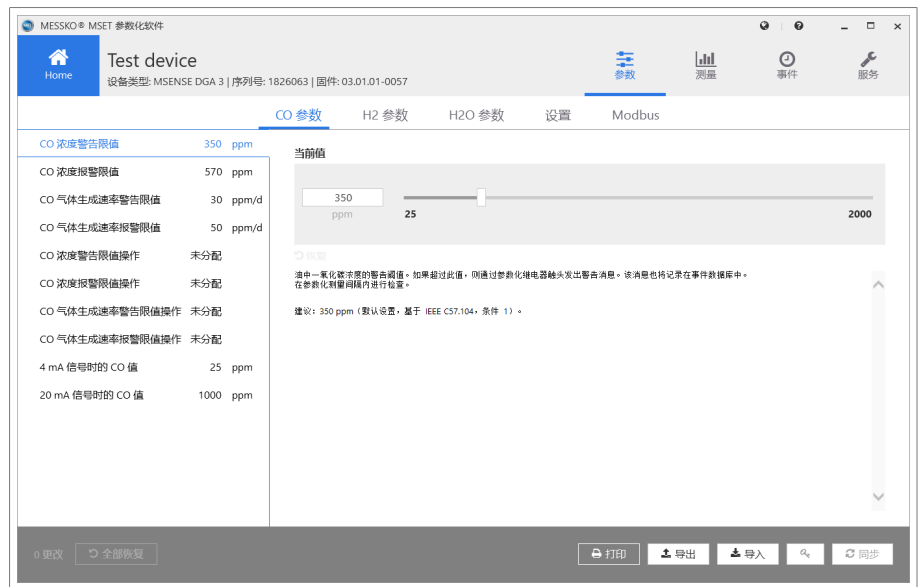 MESSKO® MSET 参数化软件
Home
Test device
设备类型: MSENSE DGA 3 | 序列号: 1826063 | 固件: 03.01.01-0057
参数
测量
事件
服务
CO 参数 H2 参数 H2O 参数 设置 Modbus
CO 浓度警告限值 350 ppm
CO 浓度报警限值 570 ppm
CO 气体生成速率警告限值 30 ppm/d
CO 气体生成速率报警限值 50 ppm/d
CO 浓度警告限值操作 未分配
CO 浓度报警限值操作 未分配
CO 气体生成速率警告限值操作 未分配
CO 气体生成速率报警限值操作 未分配
4 mA 信号时的 CO 值 25 ppm
20 mA 信号时的 CO 值 1000 ppm
当前值
350
ppm
25
2000
恢复
油中一氧化碳浓度的警告阈值。如果超过此值，则通过参数化继电器触头发出警告消息。该消息也将记录在事件数据库中。
在参数化测量间隔内进行检查。
建议：350 ppm（默认设置，基于 IEEE C57.104，条件 1）。
0 更改 全部恢复 打印 导出 导入 同步